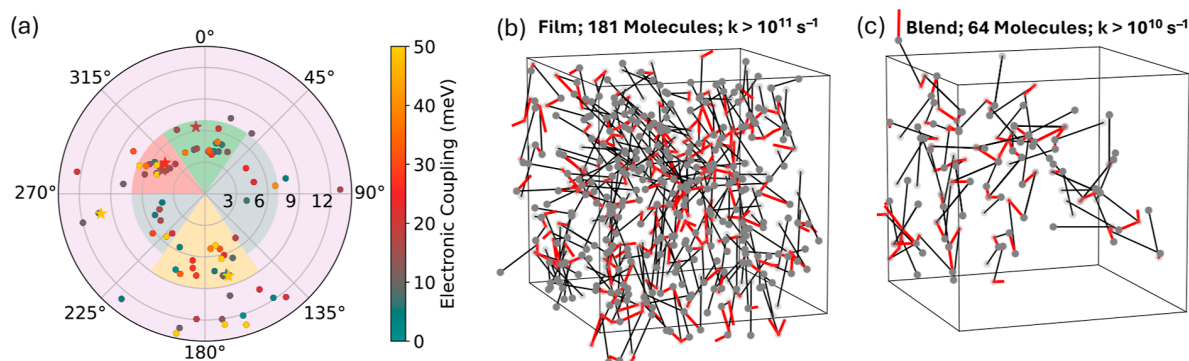 (a)
0°
45°
90°
135°
180°
225°
270°
315°
3 6 9 12
50
40
30
20
10
0
Electronic Coupling (meV)
(b) Film; 181 Molecules; k > 10¹¹ s⁻¹
(c) Blend; 64 Molecules; k > 10¹⁰ s⁻¹